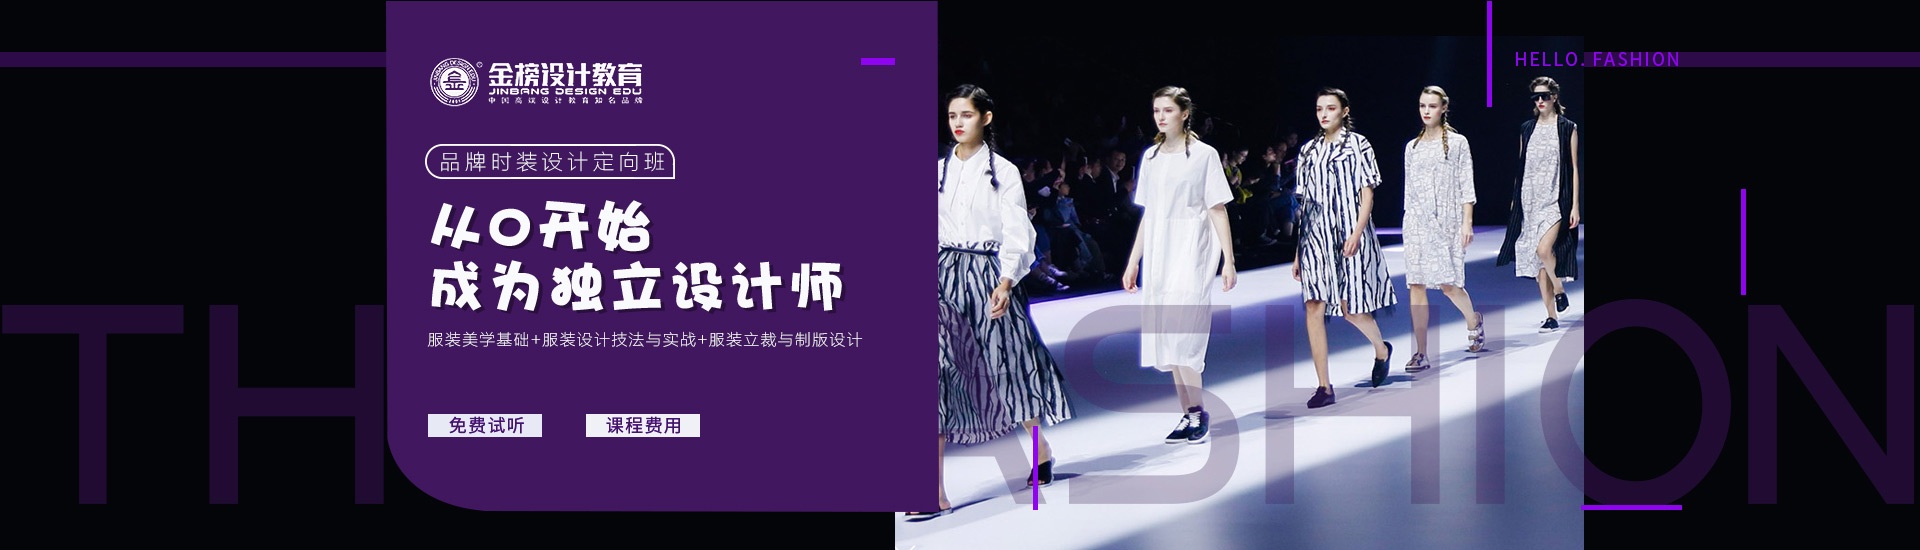 金榜设计教育
JINBANG DESIGN EDU
中国高端设计教育知名品牌
品牌时装设计定向班
从0开始
成为独立设计师
服装美学基础+服装设计技法与实战+服装立裁与制版设计
免费试听
课程费用
HELLO. FASHION
TH
ASHION